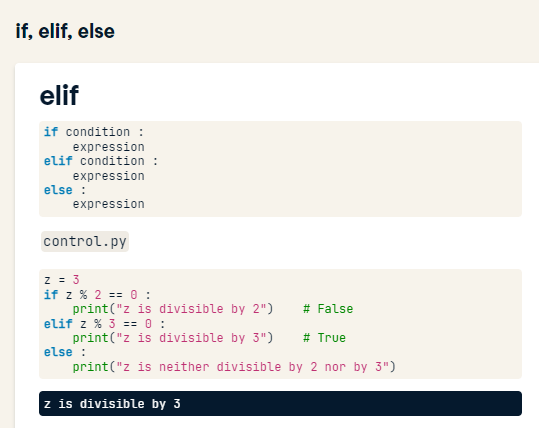 if, elif, else
elif
if condition :
    expression
elif condition :
    expression
else :
    expression
control.py
z = 3
if z % 2 == 0 :
    print("z is divisible by 2")    # False
elif z % 3 == 0 :
    print("z is divisible by 3")    # True
else :
    print("z is neither divisible by 2 nor by 3")
z is divisible by 3